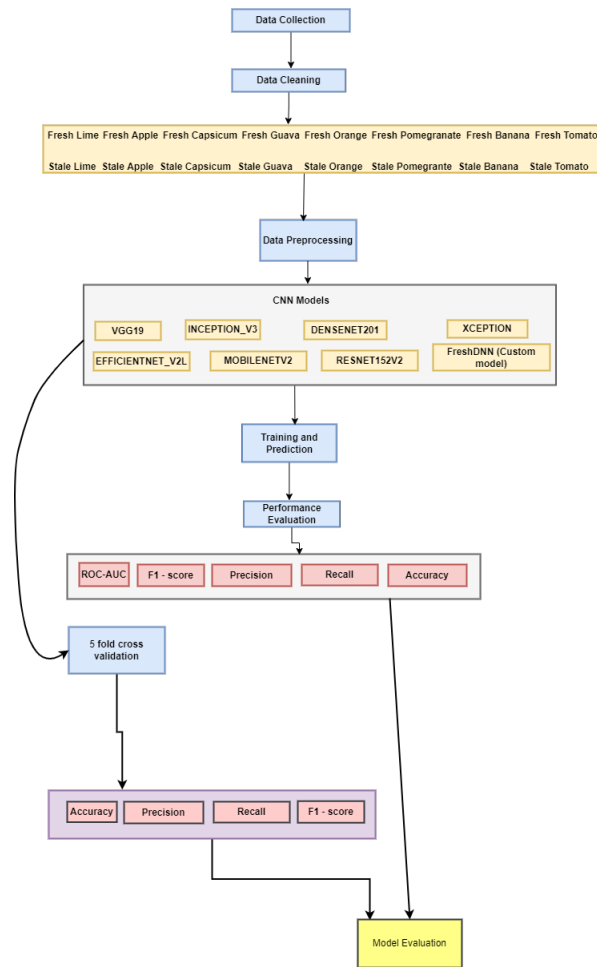 Data Collection
Data Cleaning
Fresh Lime Fresh Apple Fresh Capsicum Fresh Guava Fresh Orange Fresh Pomegranate Fresh Banana Fresh Tomato
Stale Lime Stale Apple Stale Capsicum Stale Guava Stale Orange Stale Pomegrante Stale Banana Stale Tomato
Data Preprocessing
CNN Models
VGG19 INCEPTION_V3 DENSENET201 XCEPTION
EFFICIENTNET_V2L MOBILENETV2 RESNET152V2 FreshDNN (Custom
model)
Training and
Prediction
Performance
Evaluation
ROC-AUC F1 - score Precision Recall Accuracy
5 fold cross
validation
Accuracy Precision Recall F1 - score
Model Evaluation